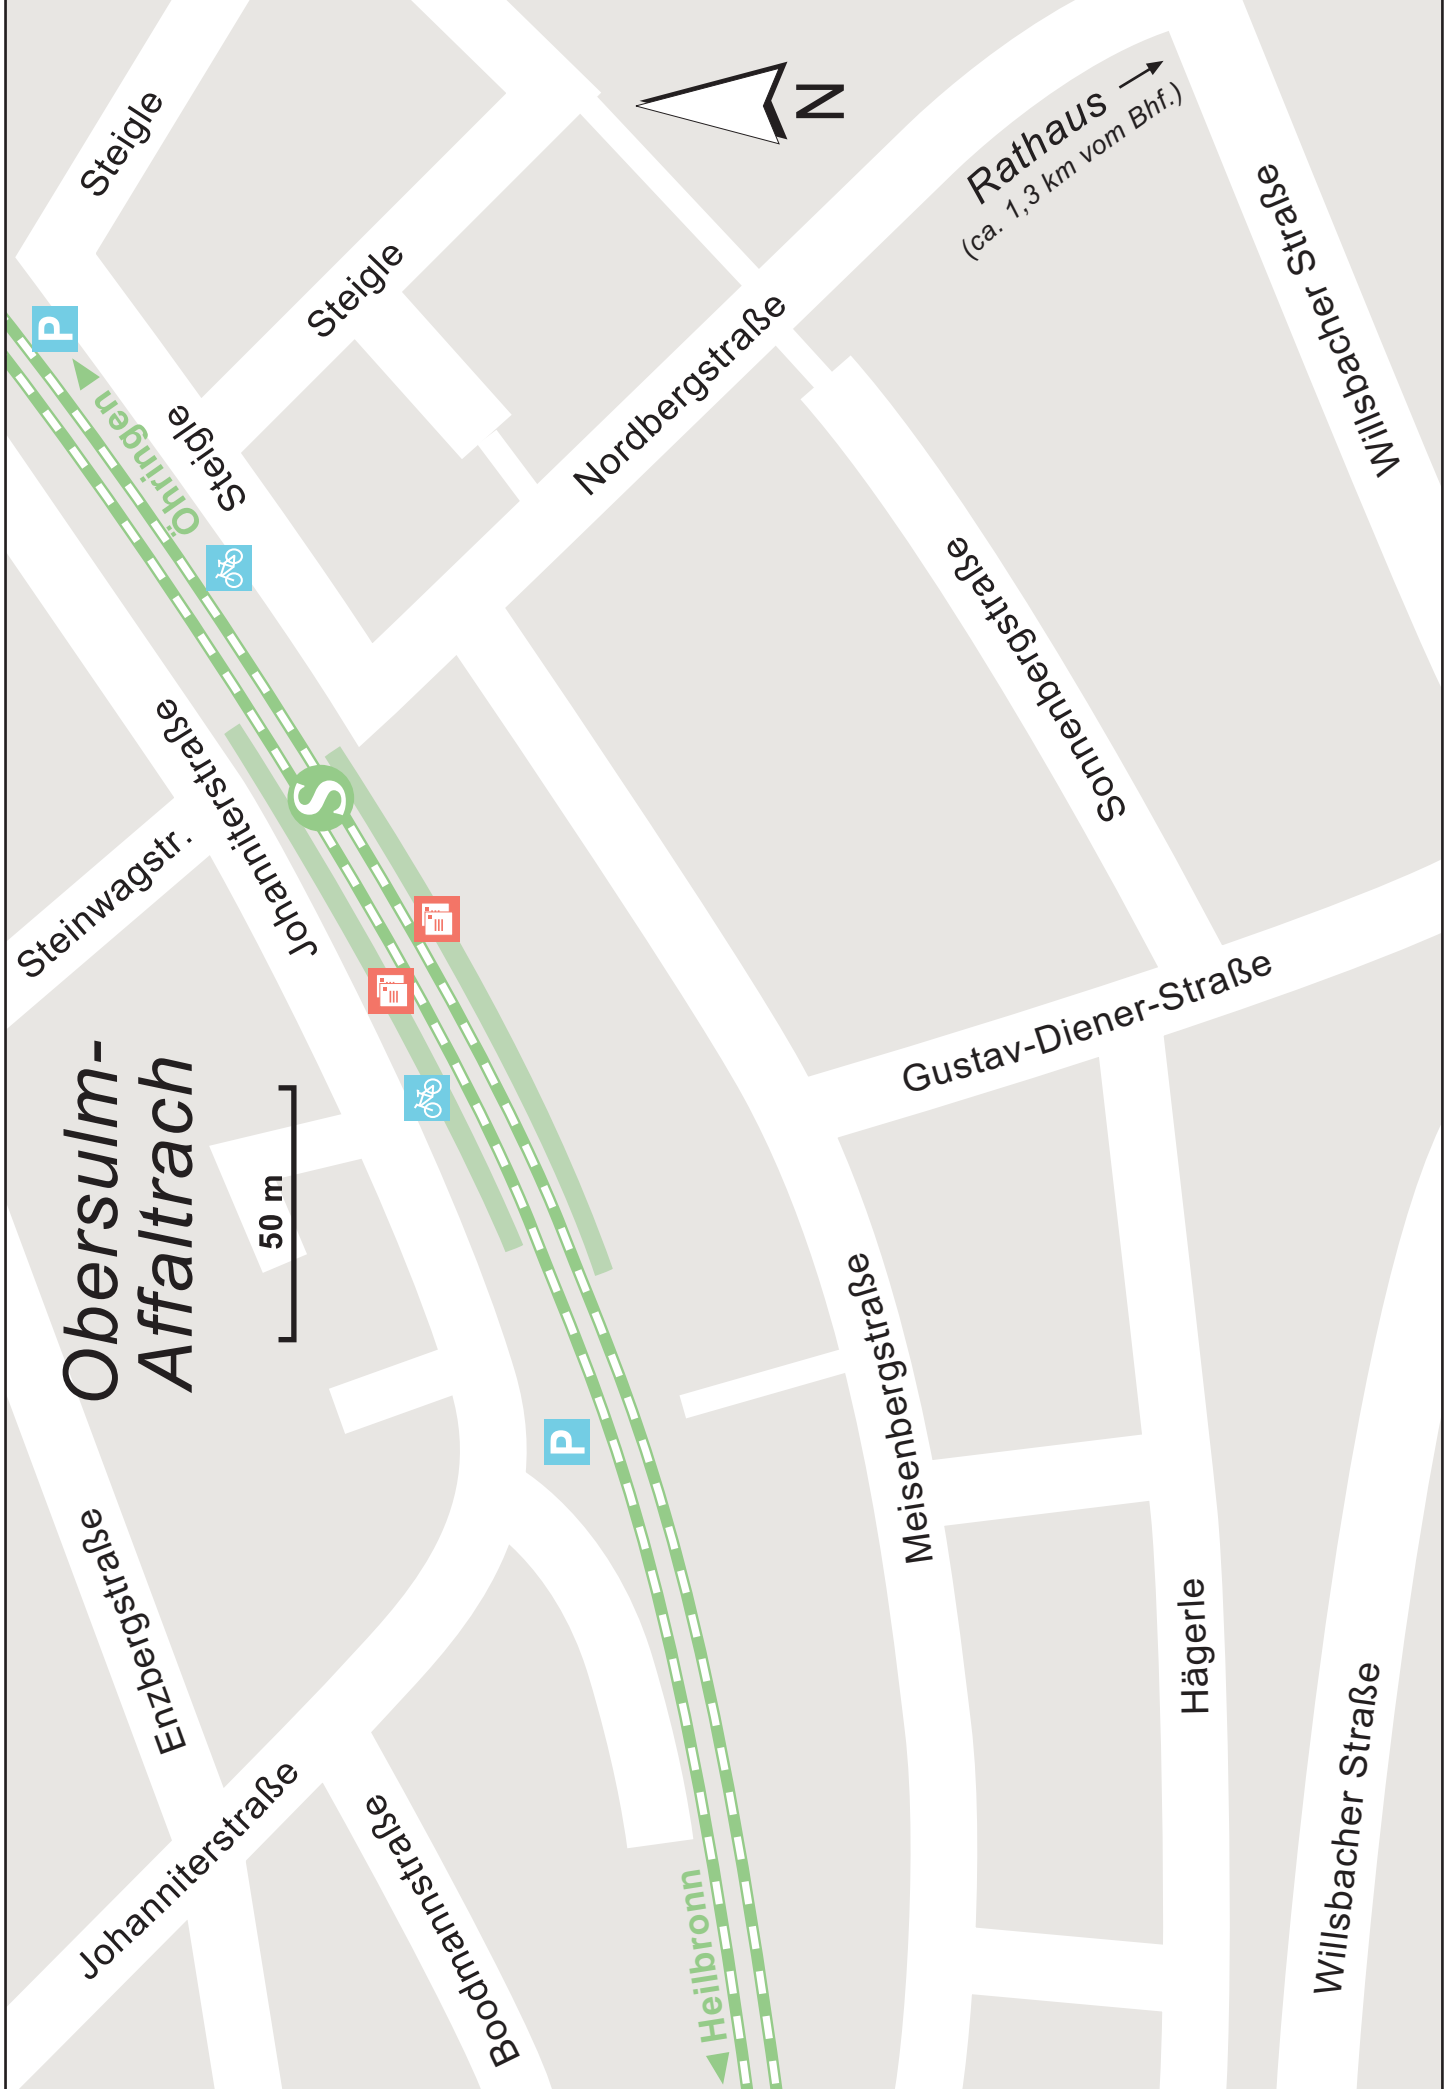 Obersulm-
Affaltrach
50 m
N
Steigle
Steigle
Steigle
P
Öhringen
Nordbergstraße
Rathaus
(ca. 1,3 km vom Bhf.)
Willsbacher Straße
Johanniterstraße
Steinwagstr.
S
Sonnenbergstraße
Gustav-Diener-Straße
P
Meisenbergstraße
Enzbergstraße
Hägerle
Johanniterstraße
Boodmannstraße
Heilbronn
Willsbacher Straße